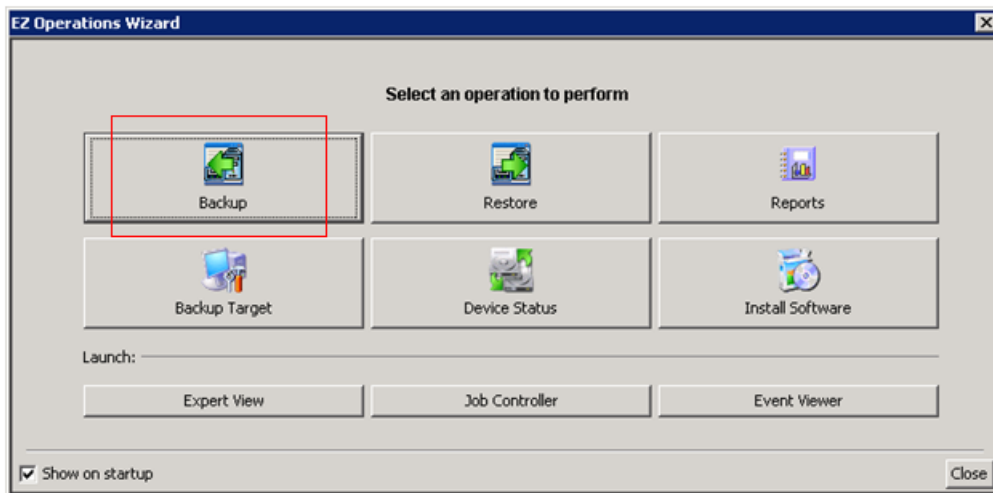 EZ Operations Wizard
Select an operation to perform
Backup
Restore
Reports
Backup Target
Device Status
Install Software
Launch:
Expert View
Job Controller
Event Viewer
Show on startup
Close